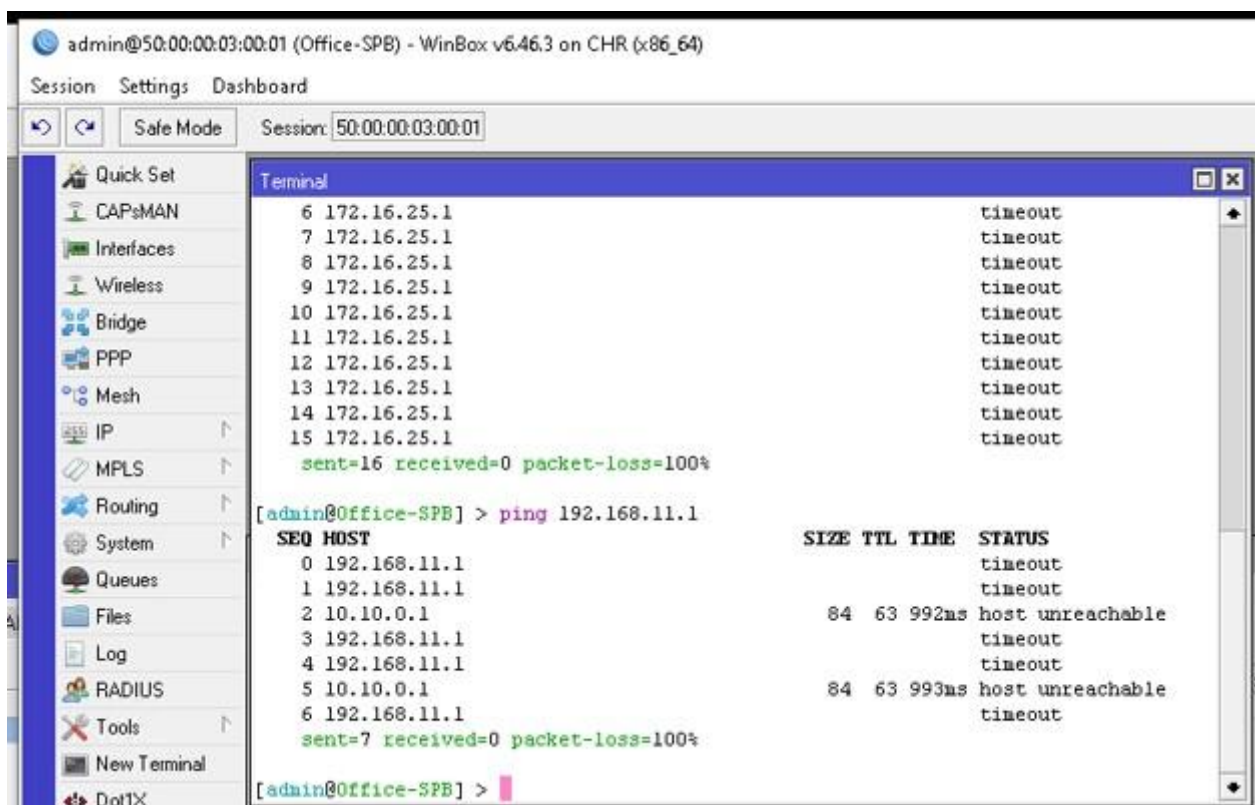 admin@50:00:00:03:00:01 (Office-SPB) - WinBox v6.46.3 on CHR (x86_64)
Session Settings Dashboard
Safe Mode Session: 50:00:00:03:00:01
Quick Set
CAPsMAN
Interfaces
Wireless
Bridge
PPP
Mesh
IP
MPLS
Routing
System
Queues
Files
Log
RADIUS
Tools
New Terminal
Dot1X
Terminal
6 172.16.25.1 timeout
7 172.16.25.1 timeout
8 172.16.25.1 timeout
9 172.16.25.1 timeout
10 172.16.25.1 timeout
11 172.16.25.1 timeout
12 172.16.25.1 timeout
13 172.16.25.1 timeout
14 172.16.25.1 timeout
15 172.16.25.1 timeout
sent=16 received=0 packet-loss=100%
[admin@Office-SPB] > ping 192.168.11.1
SEQ HOST SIZE TTL TIME STATUS
0 192.168.11.1 timeout
1 192.168.11.1 timeout
2 10.10.0.1 84 63 992ms host unreachable
3 192.168.11.1 timeout
4 192.168.11.1 timeout
5 10.10.0.1 84 63 993ms host unreachable
6 192.168.11.1 timeout
sent=7 received=0 packet-loss=100%
[admin@Office-SPB] >